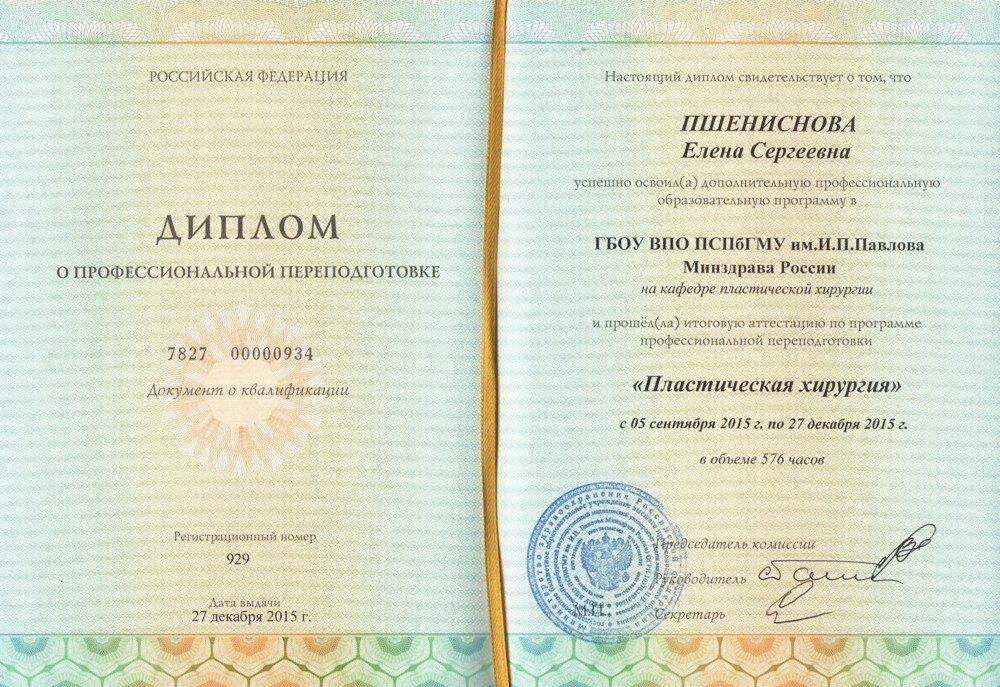 РОССИЙСКАЯ ФЕДЕРАЦИЯ
ДИПЛОМ
О ПРОФЕССИОНАЛЬНОЙ ПЕРЕПОДГОТОВКЕ
7827 00000934
Документ о квалификации
Регистрационный номер
929
Дата выдачи
27 декабря 2015 г.
Настоящий диплом свидетельствует о том, что
ПШЕНИСНОВА
Елена Сергеевна
успешно освоил(а) дополнительную профессиональную
образовательную программу в
ГБОУ ВПО ПСПбГМУ им.И.П.Павлова
Минздрава России
на кафедре пластической хирургии
и прошёл(ла) итоговую аттестацию по программе
профессиональной переподготовки
«Пластическая хирургия»
с 05 сентября 2015 г. по 27 декабря 2015 г.
в объеме 576 часов
Председатель комиссии
Руководитель
М.П.
Секретарь